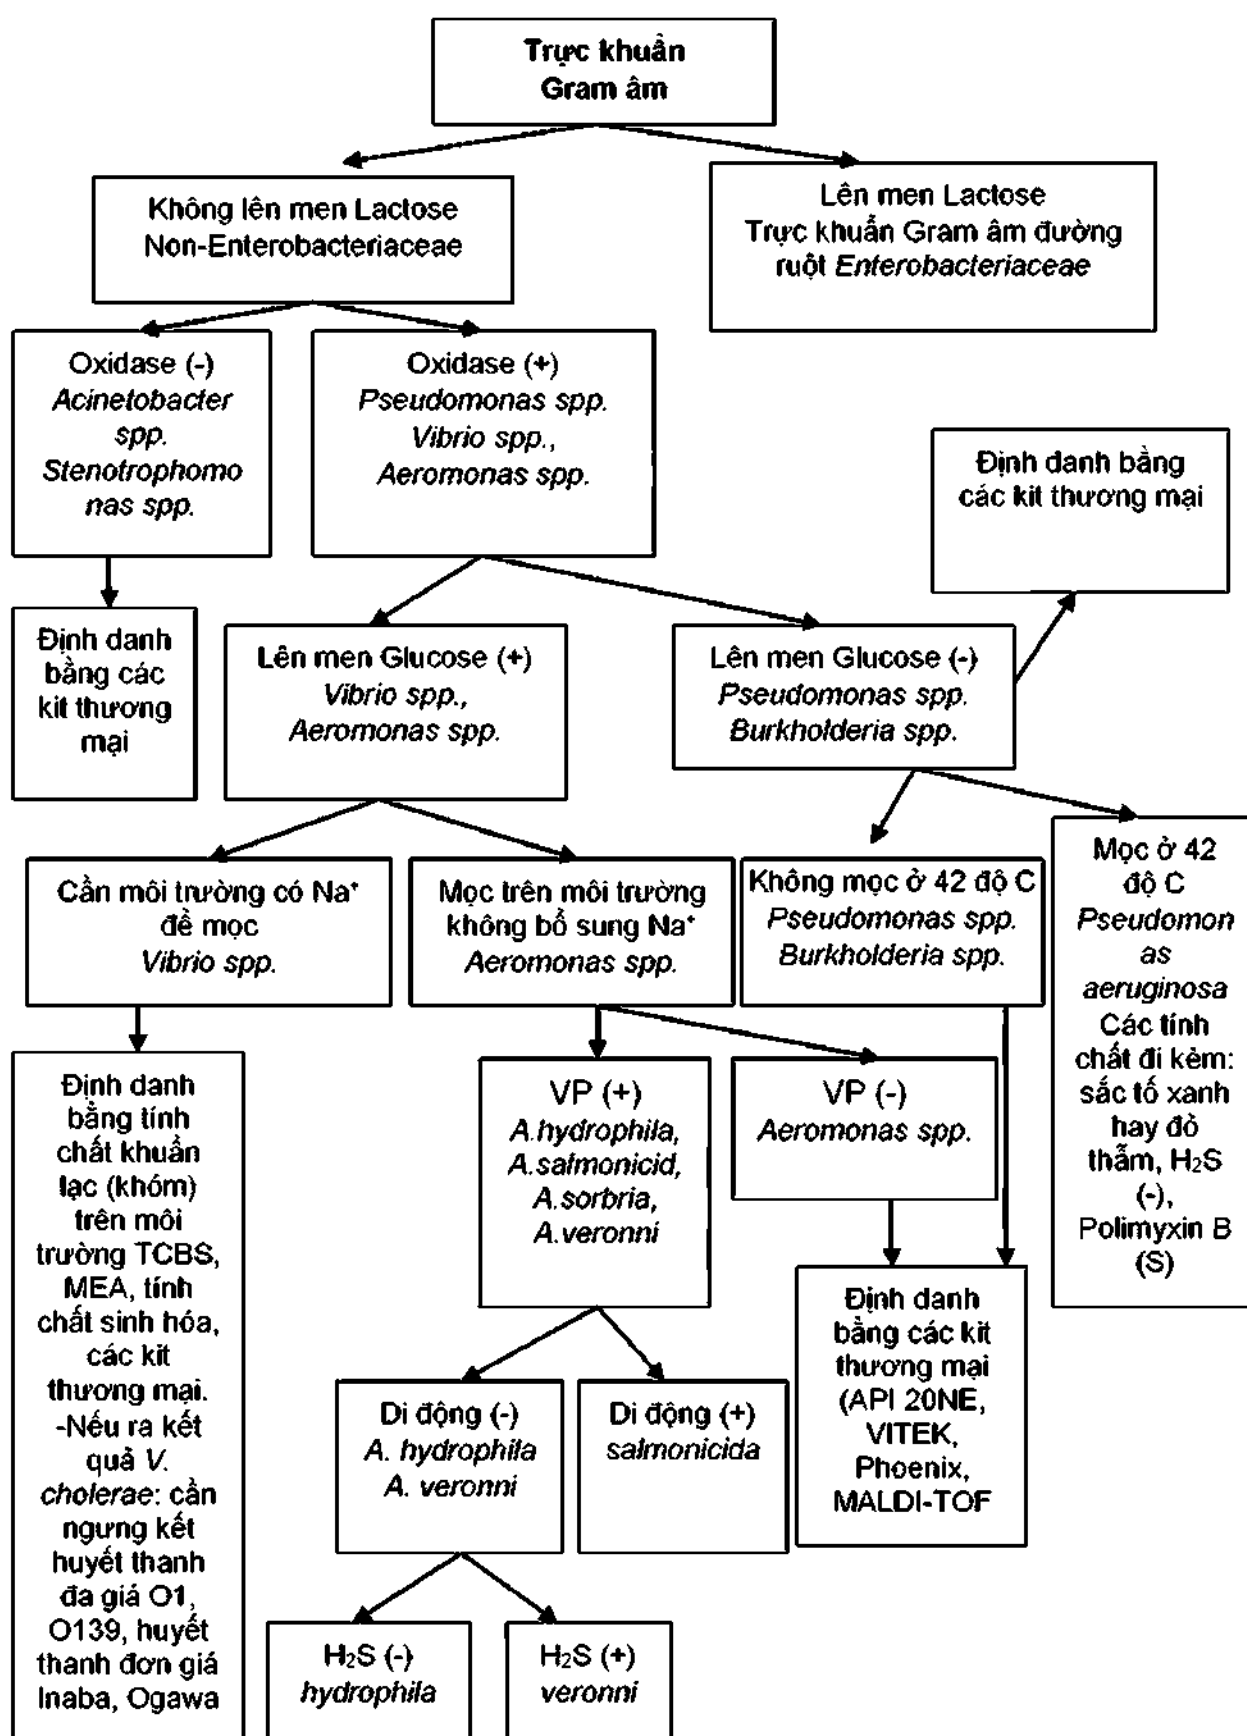 Trực khuẩn
Gram âm
Không lên men Lactose
Non-Enterobacteriaceae
Lên men Lactose
Trực khuẩn Gram âm đường
ruột Enterobacteriaceae
Oxidase (-)
Acinetobacter
spp.
Stenotrophomo
nas spp.
Oxidase (+)
Pseudomonas spp.
Vibrio spp.,
Aeromonas spp.
Định danh bằng
các kit thương mại
Định danh
bằng các
kit thương
mại
Lên men Glucose (+)
Vibrio spp.,
Aeromonas spp.
Lên men Glucose (-)
Pseudomonas spp.
Burkholderia spp.
Cần môi trường có Na⁺
để mọc
Vibrio spp.
Mọc trên môi trường
không bổ sung Na⁺
Aeromonas spp.
Không mọc ở 42 độ C
Pseudomonas spp.
Burkholderia spp.
Mọc ở 42
độ C
Pseudomon
as
aeruginosa
Các tính
chất đi kèm:
sắc tố xanh
hay đỏ
thẫm, H₂S
(-),
Polimyxin B
(S)
Định danh
bằng tính
chất khuẩn
lạc (khóm)
trên môi
trường TCBS,
MEA, tính
chất sinh hóa,
các kit
thương mại.
-Nếu ra kết
quả V.
cholerae: cần
ngưng kết
huyết thanh
đa giá O1,
O139, huyết
thanh đơn giá
Inaba, Ogawa
VP (+)
A.hydrophila,
A.salmonicid,
A.sorbria,
A.veronni
VP (-)
Aeromonas spp.
Định danh
bằng các kit
thương mại
(API 20NE,
VITEK,
Phoenix,
MALDI-TOF
Di động (-)
A. hydrophila
A. veronni
Di động (+)
salmonicida
H₂S (-)
hydrophila
H₂S (+)
veronni